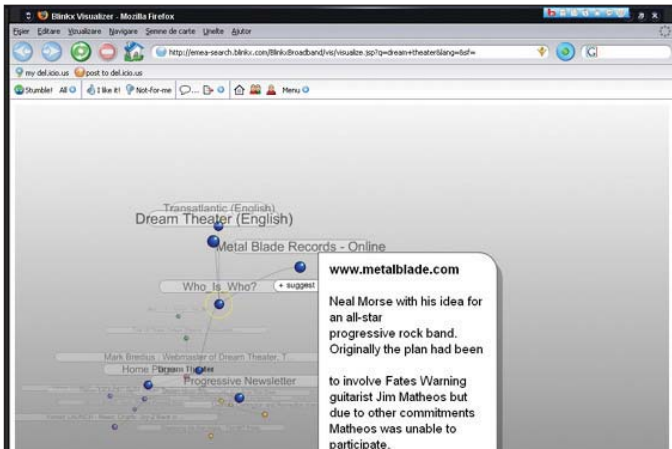 Blinkx Visualizer - Mozilla Firefox
Fişier Editare Vizualizare Navigare Semne de carte Unelte Ajutor
http://emea-search.blinkx.com/BlinkxBroadband/vis/visualize.jsp?q=dream+theater&lang=&sf=
G
my del.icio.us post to del.icio.us
Stumble! All I like it! Not-for-me Menu
Transatlantic (English)
Dream Theater (English)
Metal Blade Records - Online
Who_Is_Who?
+ suggest
www.metalblade.com
Neal Morse with his idea for
an all-star
progressive rock band.
Originally the plan had been
to involve Fates Warning
guitarist Jim Matheos but
due to other commitments
Matheos was unable to
participate.
Mark Bredius : Webmaster of Dream Theater, T...
Home
Dream Theater
Progressive Newsletter